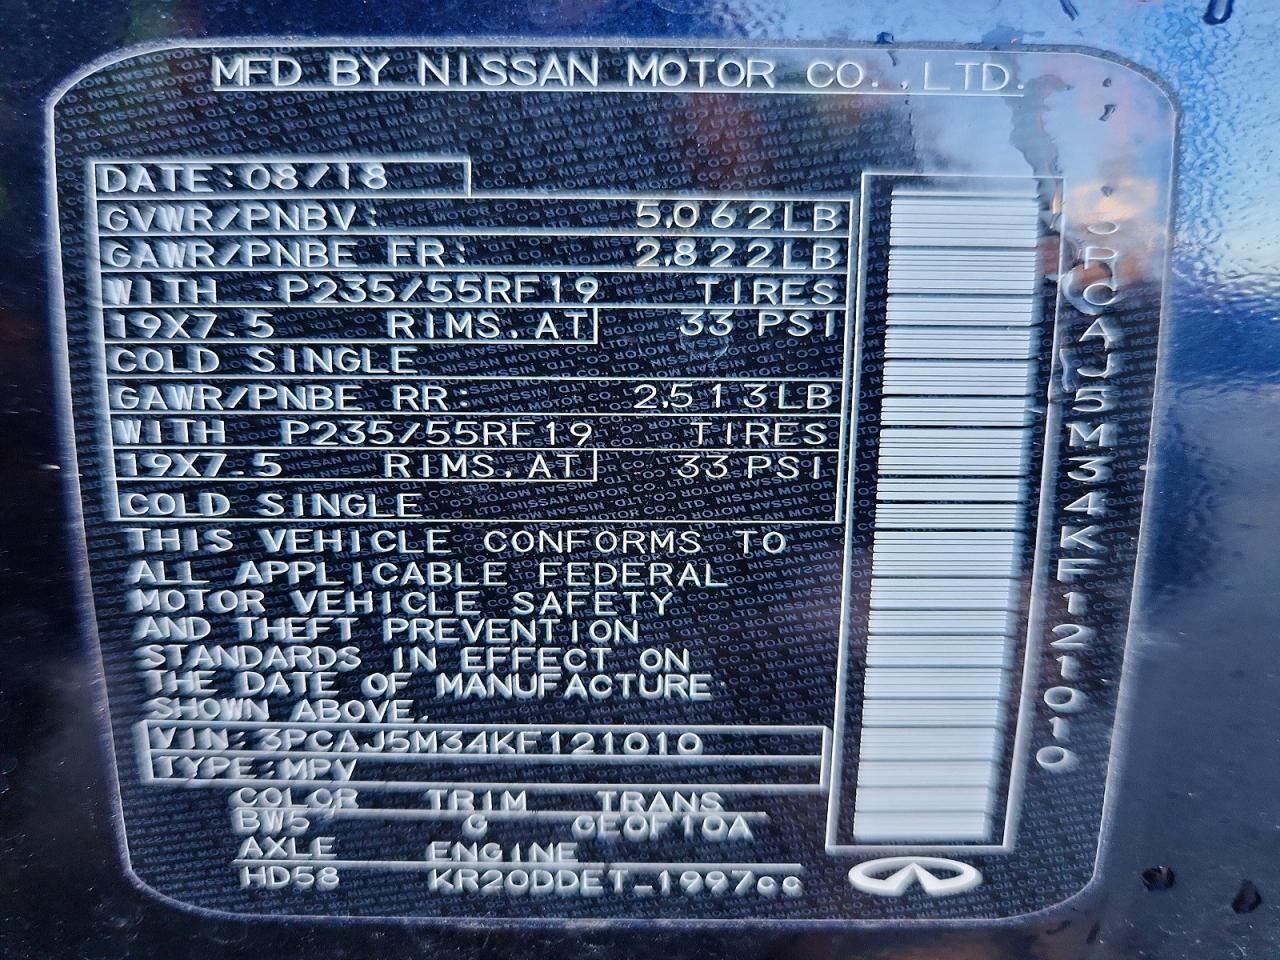 MFD BY NISSAN MOTOR CO.,LTD.
DATE:08/18
GVWR/PNBV: 5,062LB
GAWR/PNBE FR: 2,822LB
WITH P235/55RF19 TIRES
19X7.5 RIMS.AT 33 PSI
COLD SINGLE
GAWR/PNBE RR: 2,513LB
WITH P235/55RF19 TIRES
19X7.5 RIMS.AT 33 PSI
COLD SINGLE
THIS VEHICLE CONFORMS TO
ALL APPLICABLE FEDERAL
MOTOR VEHICLE SAFETY
AND THEFT PREVENTION
STANDARDS IN EFFECT ON
THE DATE OF MANUFACTURE
SHOWN ABOVE.
VIN:3PCAJ5M34KF121010
TYPE:MPV
COLOR TRIM TRANS
BW5 G GE0F10A
AXLE ENGINE
HD58 KR20DDET_1997cc